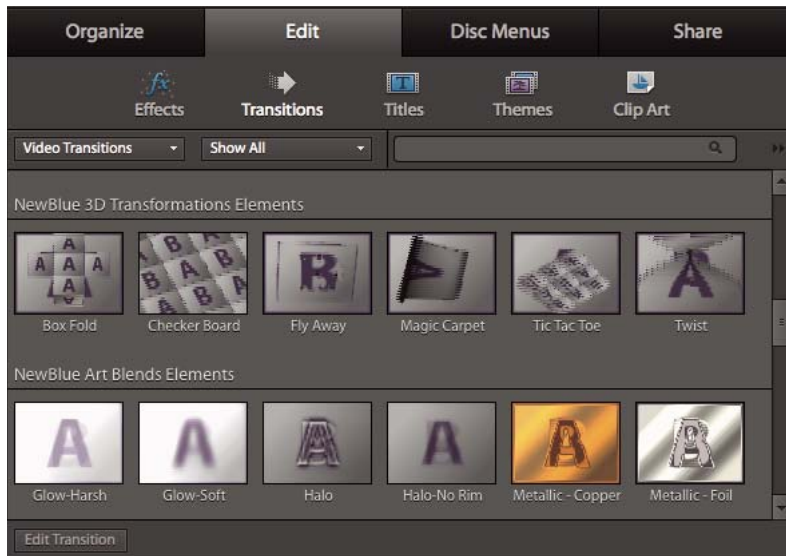 Organize Edit Disc Menus Share
Effects Transitions Titles Themes Clip Art
Video Transitions Show All
NewBlue 3D Transformations Elements
Box Fold Checker Board Fly Away Magic Carpet Tic Tac Toe Twist
NewBlue Art Blends Elements
Glow-Harsh Glow-Soft Halo Halo-No Rim Metallic - Copper Metallic - Foil
Edit Transition